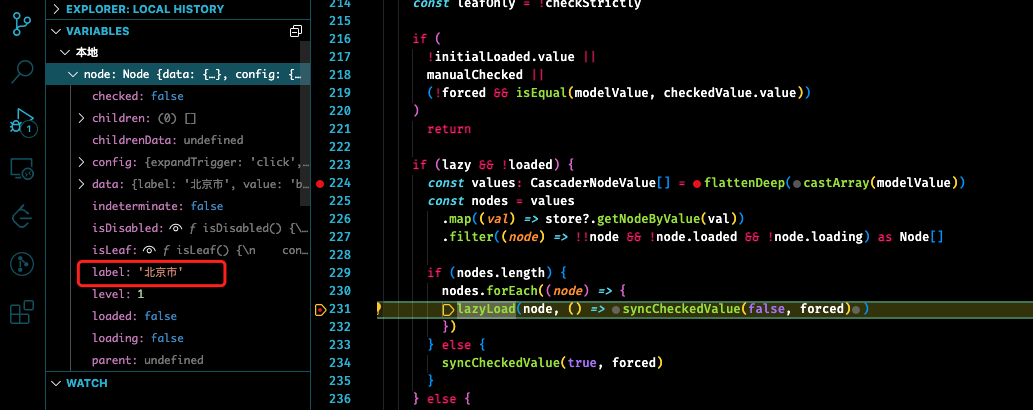 EXPLORER: LOCAL HISTORY
VARIABLES
本地
node: Node {data: {…}, config: {…
checked: false
children: (0) []
childrenData: undefined
config: {expandTrigger: 'click',…
data: {label: '北京市', value: 'b…
indeterminate: false
isDisabled: ƒ isDisabled() {\…
isLeaf: ƒ isLeaf() {\n    con…
label: '北京市'
level: 1
loaded: false
loading: false
parent: undefined
WATCH
1
214 const leafOnly = !checkStrictly
215
216 if (
217 !initialLoaded.value ||
218 manualChecked ||
219 (!forced && isEqual(modelValue, checkedValue.value))
220 )
221 return
222
223 if (lazy && !loaded) {
224 const values: CascaderNodeValue[] = flattenDeep(castArray(modelValue))
225 const nodes = values
226 .map((val) => store?.getNodeByValue(val))
227 .filter((node) => !!node && !node.loaded && !node.loading) as Node[]
228
229 if (nodes.length) {
230 nodes.forEach((node) => {
231 lazyLoad(node, () => syncCheckedValue(false, forced))
232 })
233 } else {
234 syncCheckedValue(true, forced)
235 }
236 } else {